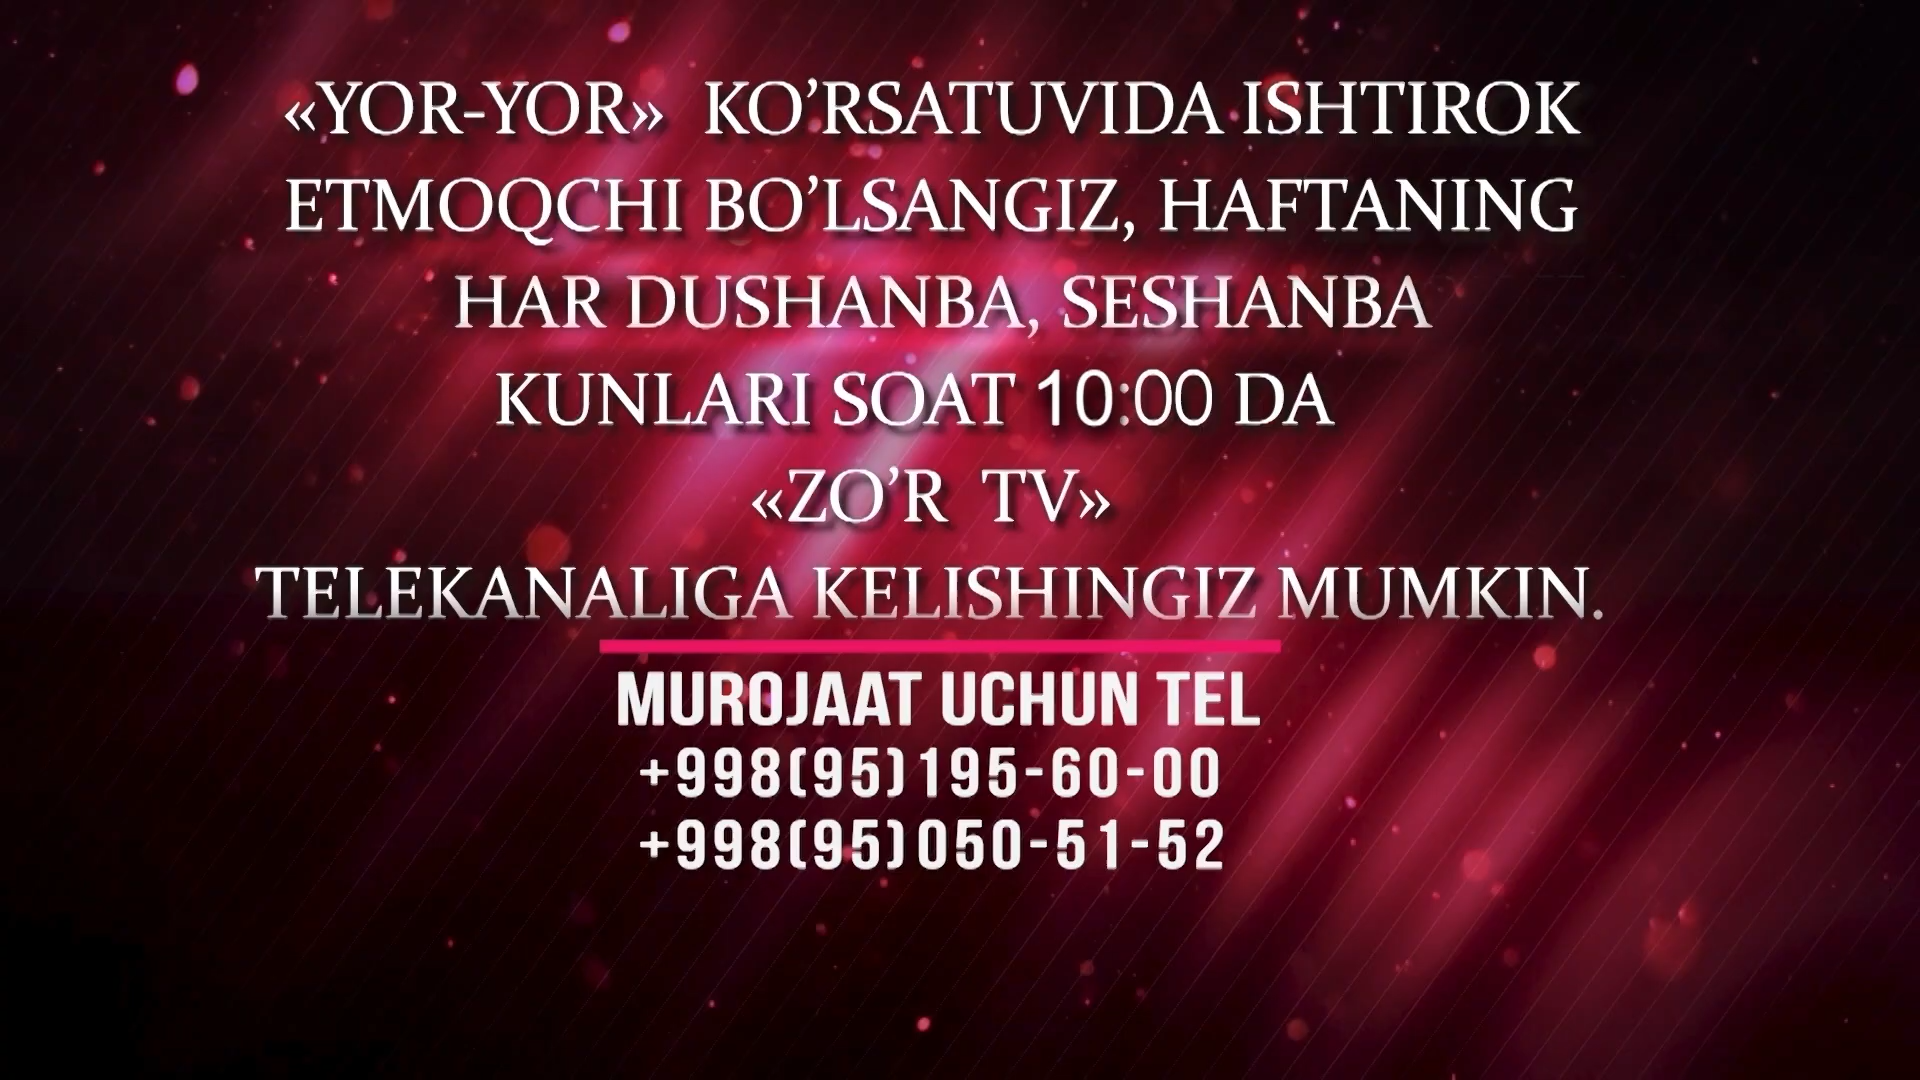 «YOR-YOR» KO’RSATUVIDA ISHTIROK
ETMOQCHI BO’LSANGIZ, HAFTANING
HAR DUSHANBA, SESHANBA
KUNLARI SOAT 10:00 DA
«ZO’R TV»
TELEKANALIGA KELISHINGIZ MUMKIN.
MUROJAAT UCHUN TEL
+998(95)195-60-00
+998(95)050-51-52